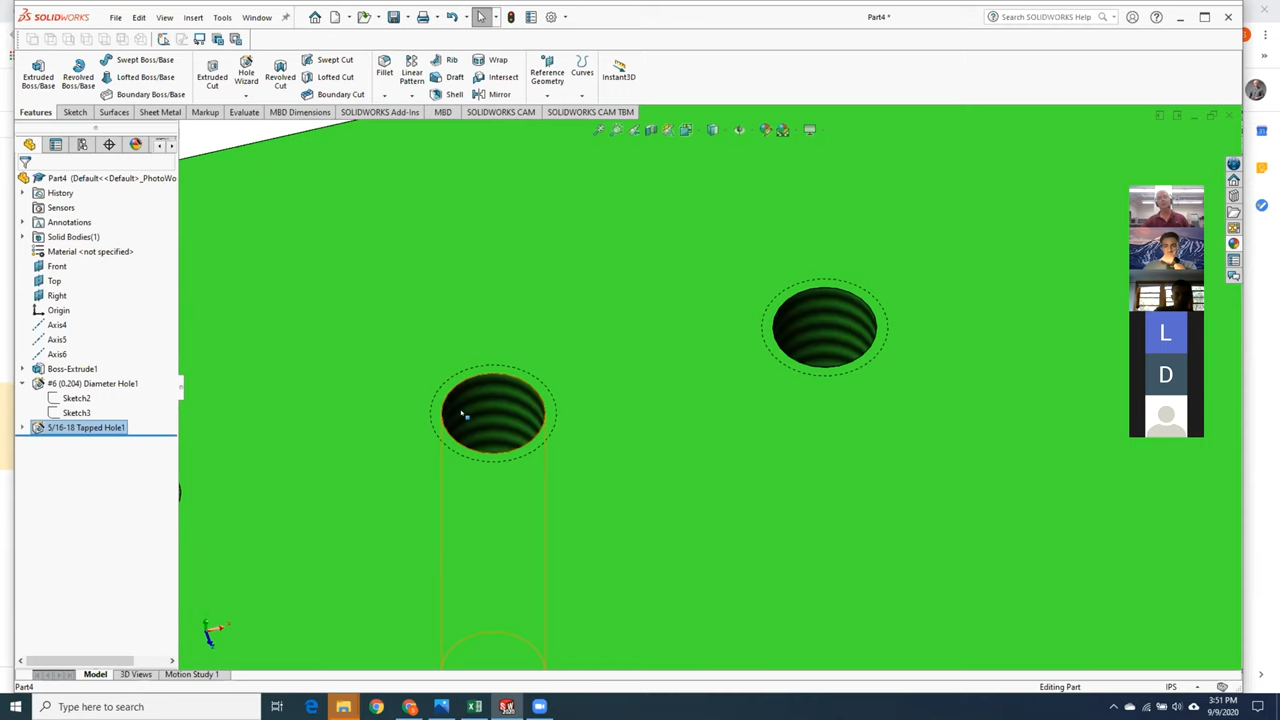 SOLIDWORKS
File
Edit
View
Insert
Tools
Window
Part4 *
Search SOLIDWORKS Help
Extruded Boss/Base
Revolved Boss/Base
Swept Boss/Base
Lofted Boss/Base
Boundary Boss/Base
Extruded Cut
Hole Wizard
Revolved Cut
Swept Cut
Lofted Cut
Boundary Cut
Fillet
Linear Pattern
Rib
Draft
Shell
Wrap
Intersect
Mirror
Reference Geometry
Curves
Instant3D
Features
Sketch
Surfaces
Sheet Metal
Markup
Evaluate
MBD Dimensions
SOLIDWORKS Add-Ins
MBD
SOLIDWORKS CAM
SOLIDWORKS CAM TBM
Part4 (Default<<Default>_PhotoWo
History
Sensors
Annotations
Solid Bodies(1)
Material <not specified>
Front
Top
Right
Origin
Axis4
Axis5
Axis6
Boss-Extrude1
#6 (0.204) Diameter Hole1
Sketch2
Sketch3
5/16-18 Tapped Hole1
L
D
Model
3D Views
Motion Study 1
Part4
Editing Part
IPS
Type here to search
3:51 PM
9/9/2020